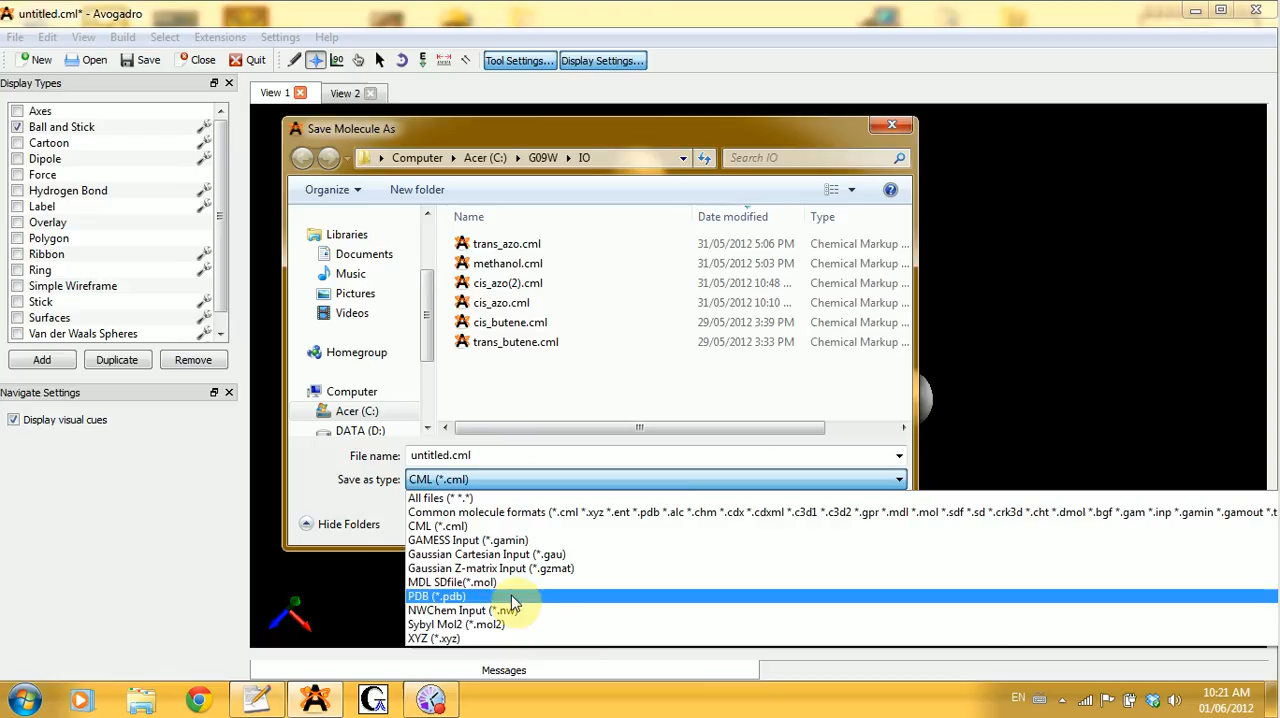 untitled.cml* - Avogadro
File Edit View Build Select Extensions Settings Help
New Open Save Close Quit Tool Settings... Display Settings...
Display Types
View 1 View 2
Axes
Ball and Stick
Cartoon
Dipole
Force
Hydrogen Bond
Label
Overlay
Polygon
Ribbon
Ring
Simple Wireframe
Stick
Surfaces
Van der Waals Spheres
Add Duplicate Remove
Navigate Settings
Display visual cues
Save Molecule As
Computer Acer (C:) G09W IO Search IO
Organize New folder
Name Date modified Type
Libraries
Documents
Music
Pictures
Videos
Homegroup
Computer
Acer (C:)
DATA (D:)
trans_azo.cml 31/05/2012 5:06 PM Chemical Markup ...
methanol.cml 31/05/2012 5:03 PM Chemical Markup ...
cis_azo(2).cml 31/05/2012 10:48 ... Chemical Markup ...
cis_azo.cml 31/05/2012 10:10 ... Chemical Markup ...
cis_butene.cml 29/05/2012 3:39 PM Chemical Markup ...
trans_butene.cml 29/05/2012 3:33 PM Chemical Markup ...
File name: untitled.cml
Save as type: CML (*.cml)
Hide Folders
All files (* *.*)
Common molecule formats (*.cml *.xyz *.ent *.pdb *.alc *.chm *.cdx *.cdxml *.c3d1 *.c3d2 *.gpr *.mdl *.mol *.sdf *.sd *.crk3d *.cht *.dmol *.bgf *.gam *.inp *.gamin *.gamout *.t
CML (*.cml)
GAMESS Input (*.gamin)
Gaussian Cartesian Input (*.gau)
Gaussian Z-matrix Input (*.gzmat)
MDL SDfile(*.mol)
PDB (*.pdb)
NWChem Input (*.nw)
Sybyl Mol2 (*.mol2)
XYZ (*.xyz)
Messages
EN
10:21 AM
01/06/2012